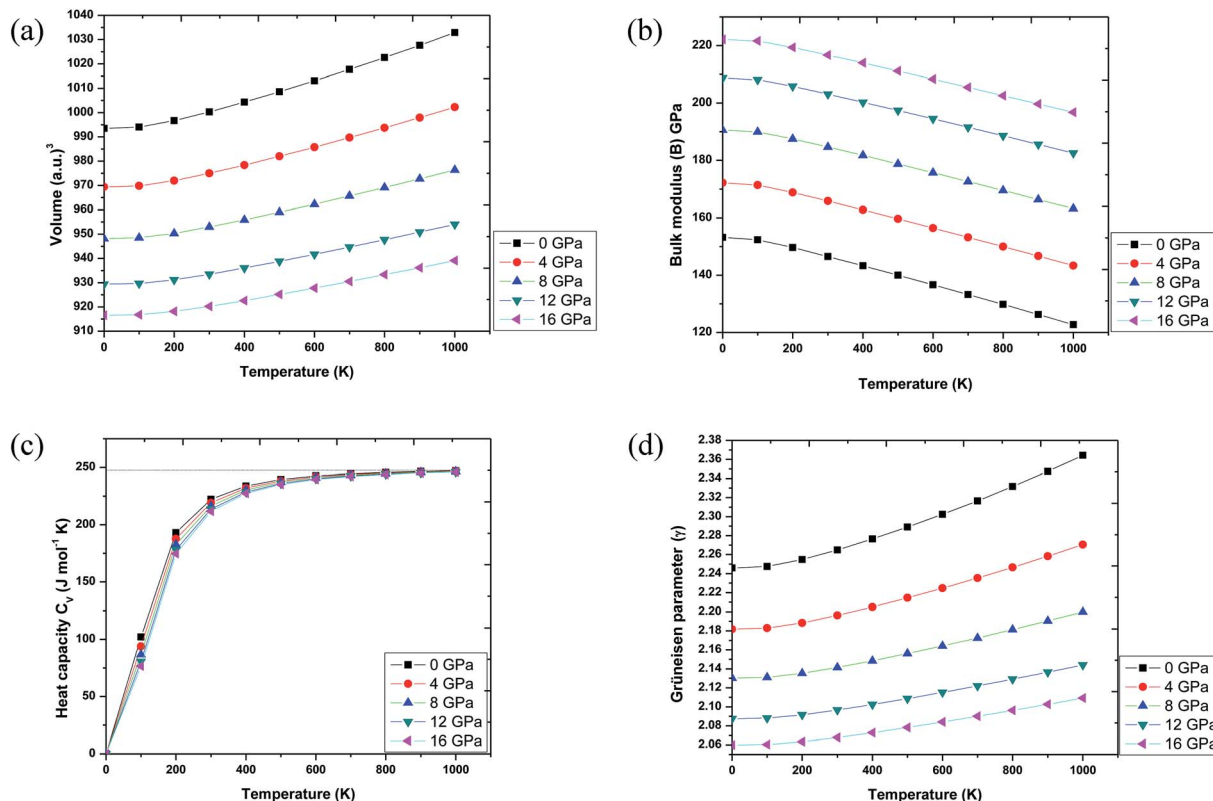 (a)
1040
1030
1020
1010
1000
990
980
970
960
950
940
930
920
910
Volume (a.u.)³
0 200 400 600 800 1000
Temperature (K)
0 GPa
4 GPa
8 GPa
12 GPa
16 GPa
(b)
220
200
180
160
140
120
Bulk modulus (B) GPa
0 200 400 600 800 1000
Temperature (K)
0 GPa
4 GPa
8 GPa
12 GPa
16 GPa
(c)
250
200
150
100
50
0
Heat capacity C_V (J mol⁻¹ K)
0 200 400 600 800 1000
Temperature (K)
0 GPa
4 GPa
8 GPa
12 GPa
16 GPa
(d)
2.38
2.36
2.33
2.30
2.28
2.26
2.24
2.22
2.20
2.18
2.16
2.14
2.13
2.10
2.08
2.06
Grüneisen parameter (γ)
0 200 400 600 800 1000
Temperature (K)
0 GPa
4 GPa
8 GPa
12 GPa
16 GPa